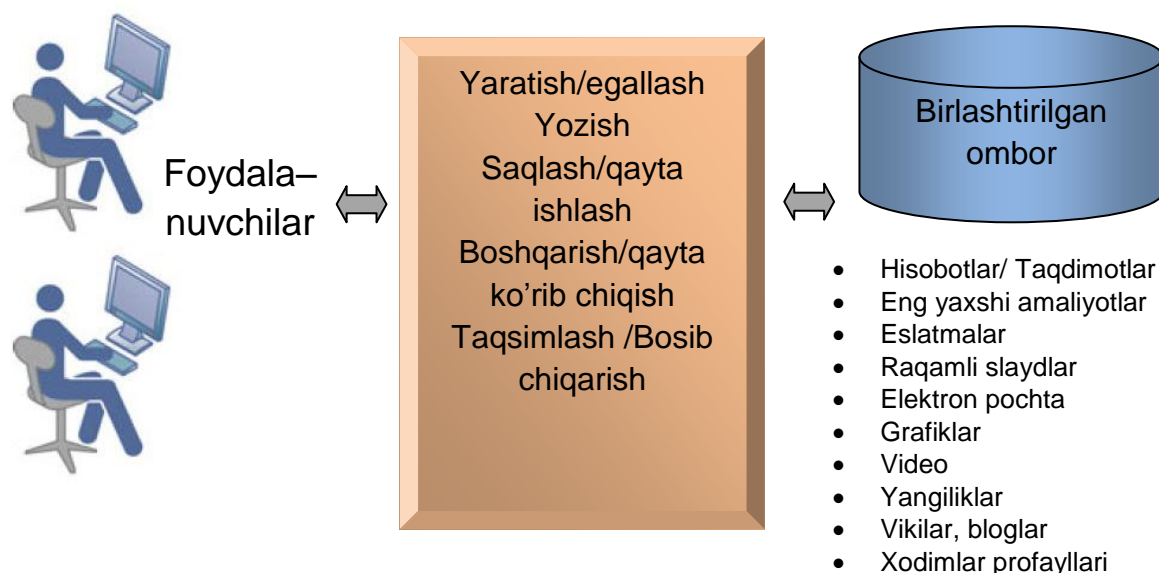 Foydala–
nuvchilar
Yaratish/egallash
Yozish
Saqlash/qayta
ishlash
Boshqarish/qayta
ko’rib chiqish
Taqsimlash /Bosib
chiqarish
Birlashtirilgan
ombor
• Hisobotlar/ Taqdimotlar
• Eng yaxshi amaliyotlar
• Eslatmalar
• Raqamli slaydlar
• Elektron pochta
• Grafiklar
• Video
• Yangiliklar
• Vikilar, bloglar
• Xodimlar profayllari